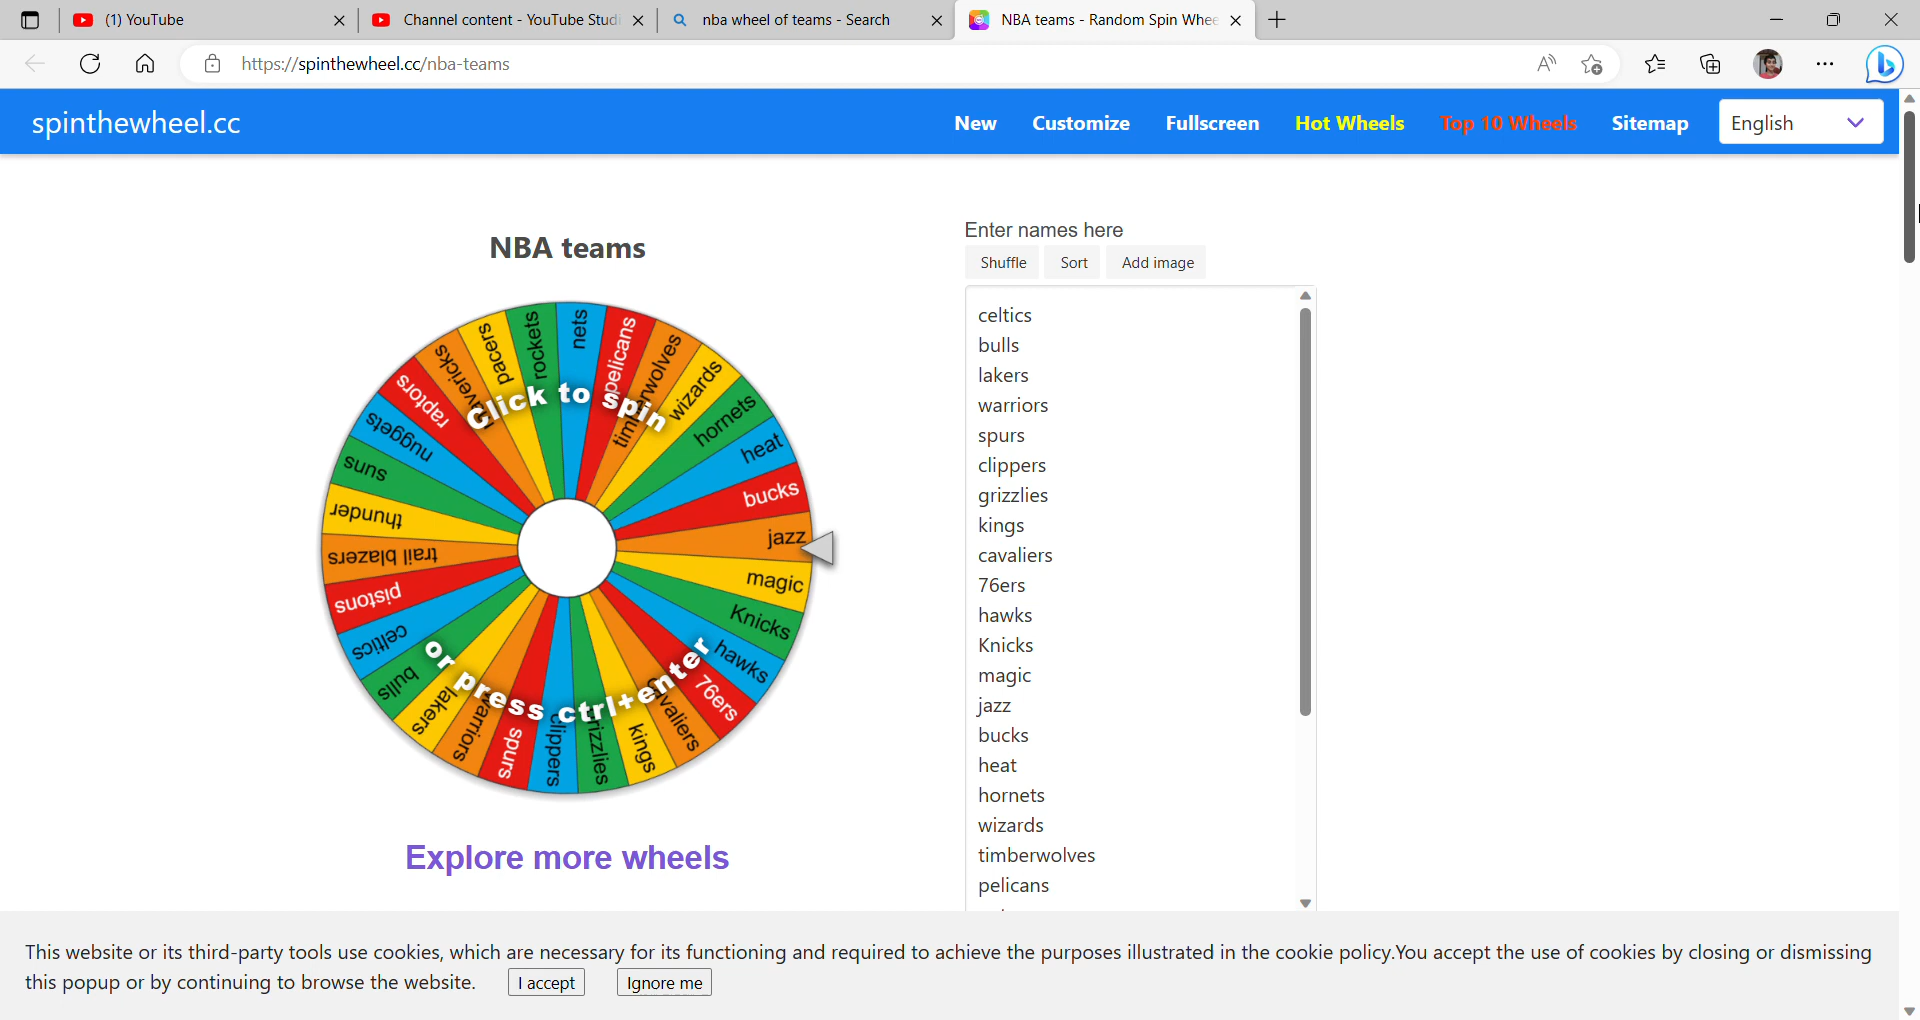 (1) YouTube
Channel content - YouTube Studi
nba wheel of teams - Search
NBA teams - Random Spin Whee
https://spinthewheel.cc/nba-teams
spinthewheel.cc
New
Customize
Fullscreen
Hot Wheels
Top 10 Wheels
Sitemap
English
NBA teams
nets
pelicans
timberwolves
wizards
hornets
heat
bucks
jazz
magic
Knicks
hawks
76ers
cavaliers
kings
grizzlies
clippers
spurs
warriors
lakers
bulls
celtics
pistons
trail blazers
thunder
suns
nuggets
raptors
mavericks
pacers
rockets
Click to spin
or press ctrl+enter
Explore more wheels
Enter names here
Shuffle
Sort
Add image
celtics
bulls
lakers
warriors
spurs
clippers
grizzlies
kings
cavaliers
76ers
hawks
Knicks
magic
jazz
bucks
heat
hornets
wizards
timberwolves
pelicans
This website or its third-party tools use cookies, which are necessary for its functioning and required to achieve the purposes illustrated in the cookie policy.You accept the use of cookies by closing or dismissing
this popup or by continuing to browse the website.
I accept
Ignore me